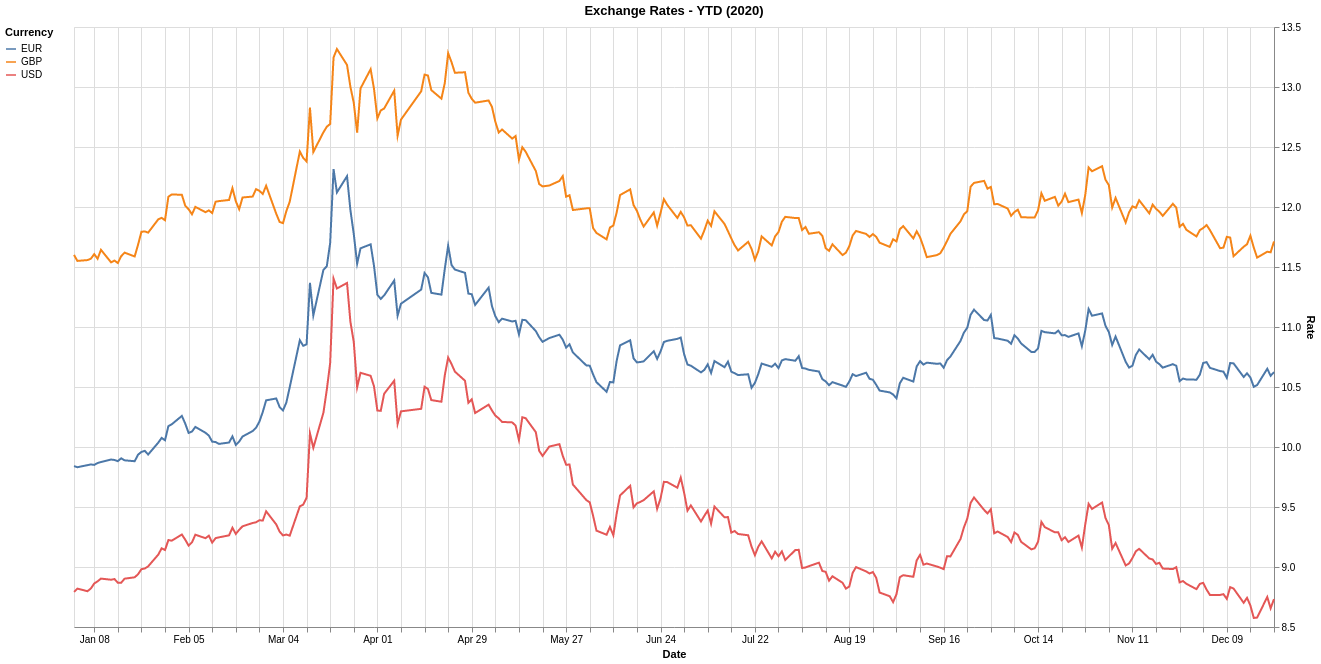 Exchange Rates - YTD (2020)
Currency
EUR
GBP
USD
13.5
13.0
12.5
12.0
11.5
11.0
10.5
10.0
9.5
9.0
8.5
Rate
Jan 08 Feb 05 Mar 04 Apr 01 Apr 29 May 27 Jun 24 Jul 22 Aug 19 Sep 16 Oct 14 Nov 11 Dec 09
Date